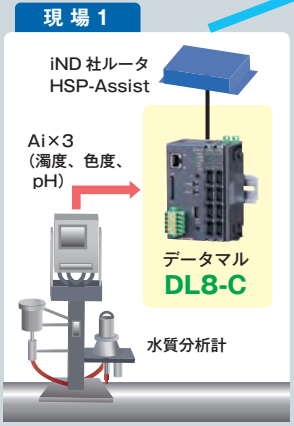 現場1
iND 社ルータ
HSP-Assist
Ai×3
（濁度、色度、
pH）
データマル
DL8-C
水質分析計